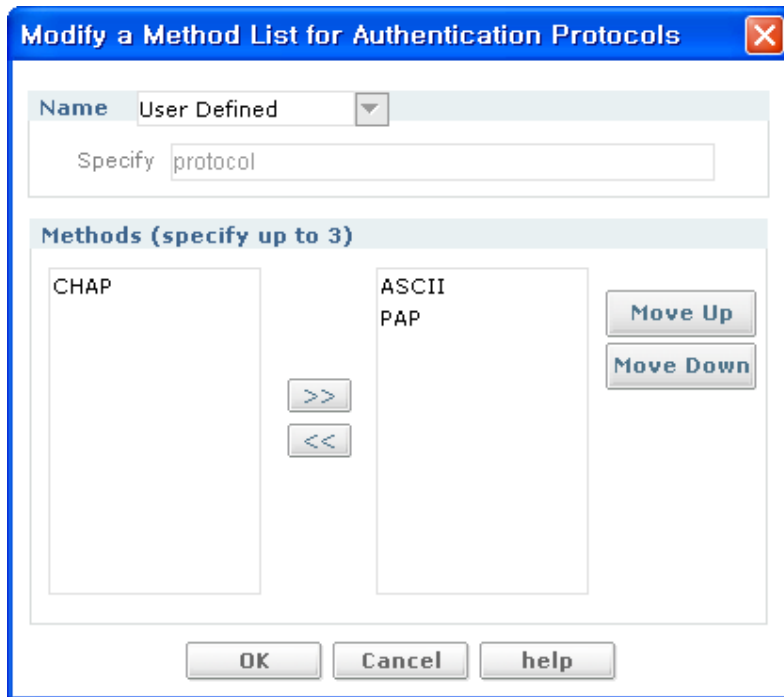 Modify a Method List for Authentication Protocols
Name User Defined
Specify protocol
Methods (specify up to 3)
CHAP
ASCII
PAP
>>
<<
Move Up
Move Down
OK Cancel help